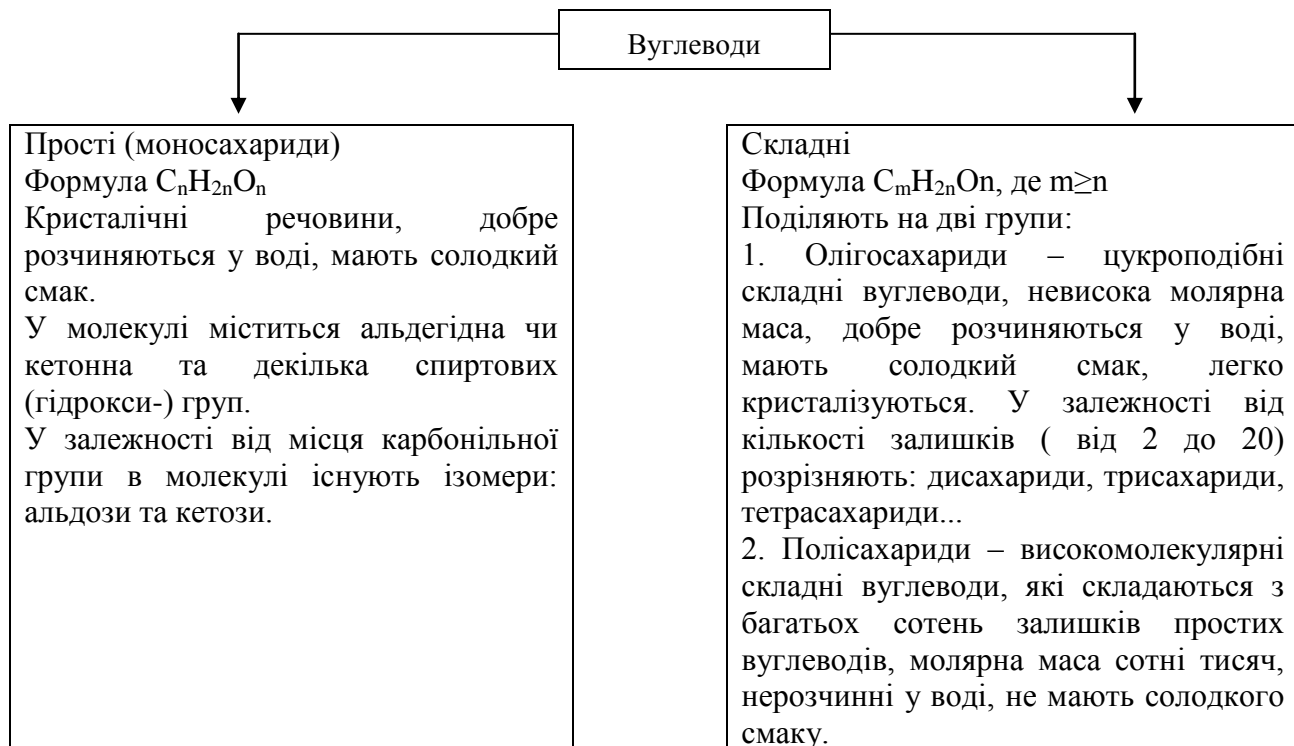 Вуглеводи
Прості (моносахариди)
Формула CₙH₂ₙOₙ
Кристалічні речовини, добре
розчиняються у воді, мають солодкий
смак.
У молекулі міститься альдегідна чи
кетонна та декілька спиртових
(гідрокси-) груп.
У залежності від місця карбонільної
групи в молекулі існують ізомери:
альдози та кетози.
Складні
Формула CₘH₂ₙOn, де m≥n
Поділяють на дві групи:
1. Олігосахариди – цукроподібні
складні вуглеводи, невисока молярна
маса, добре розчиняються у воді,
мають солодкий смак, легко
кристалізуються. У залежності від
кількості залишків ( від 2 до 20)
розрізняють: дисахариди, трисахариди,
тетрасахариди...
2. Полісахариди – високомолекулярні
складні вуглеводи, які складаються з
багатьох сотень залишків простих
вуглеводів, молярна маса сотні тисяч,
нерозчинні у воді, не мають солодкого
смаку.